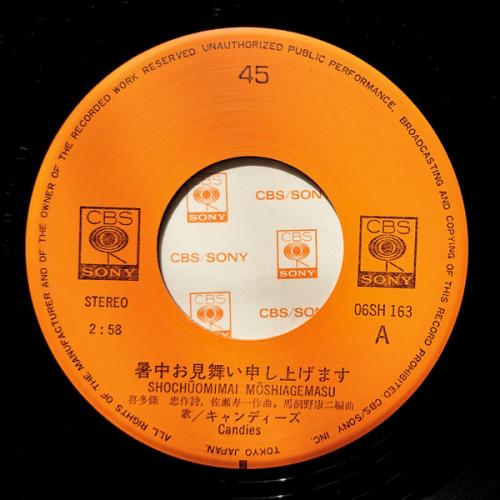 ALL RIGHTS OF THE MANUFACTURER AND OF THE OWNER OF THE RECORDED WORK RESERVED UNAUTHORIZED PUBLIC PERFORMANCE, BROADCASTING AND COPYING OF THIS RECORD PROHIBITED CBS/SONY INC. TOKYO JAPAN.
45
CBS
SONY
CBS
SONY
STEREO
2:58
06SH 163
A
SONY
CBS/SONY
CBS/SONY
CBS
SONY
CBS
SONY
CBS/SON
暑中お見舞い申し上げます
SHOCHŪOMIMAI MŌSHIAGEMASU
喜多條 忠作詩, 佐瀬寿一作曲, 馬飼野康二編曲
歌/キャンディーズ
Candies